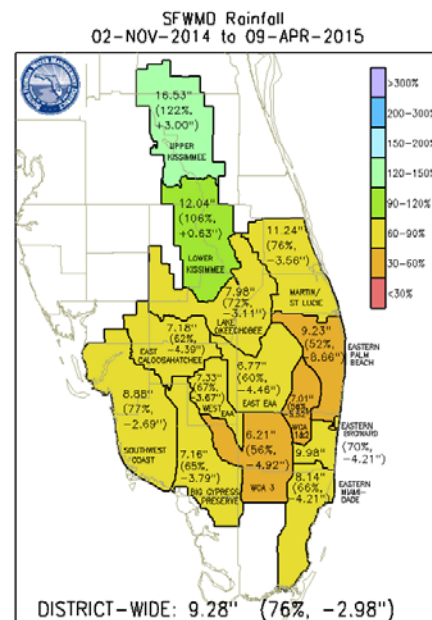 SFWMD Rainfall
02-NOV-2014 to 09-APR-2015
16.53"
(122%,
+3.00")
UPPER
KISSIMMEE
12.04"
(106%,
+0.63")
LOWER
KISSIMMEE
11.24"
(76%,
-3.56")
MARTIN/
ST LUCIE
7.98"
(72%,
-3.11")
LAKE
OKEECHOBEE
7.18"
(62%,
-4.39")
EAST
CALOOSAHATCHEE
9.23"
(52%,
-8.66")
EASTERN
PALM
BEACH
6.77"
(60%,
-4.46")
EAST EAA
7.33"
(67%,
-3.67")
WEST EAA
8.88"
(77%,
-2.69")
SOUTHWEST
COAST
7.01"
WCA
1&2
6.21"
(56%,
-4.92")
WCA 3
9.98"
EASTERN
BROWARD
(70%,
-4.21")
7.16"
(65%,
-3.79")
BIG CYPRESS
PRESERVE
8.14"
(66%,
-4.21")
EASTERN
MIAMI-
DADE
>300%
200-300%
150-200%
120-150%
90-120%
60-90%
30-60%
<30%
DISTRICT-WIDE: 9.28" (76%, -2.98")